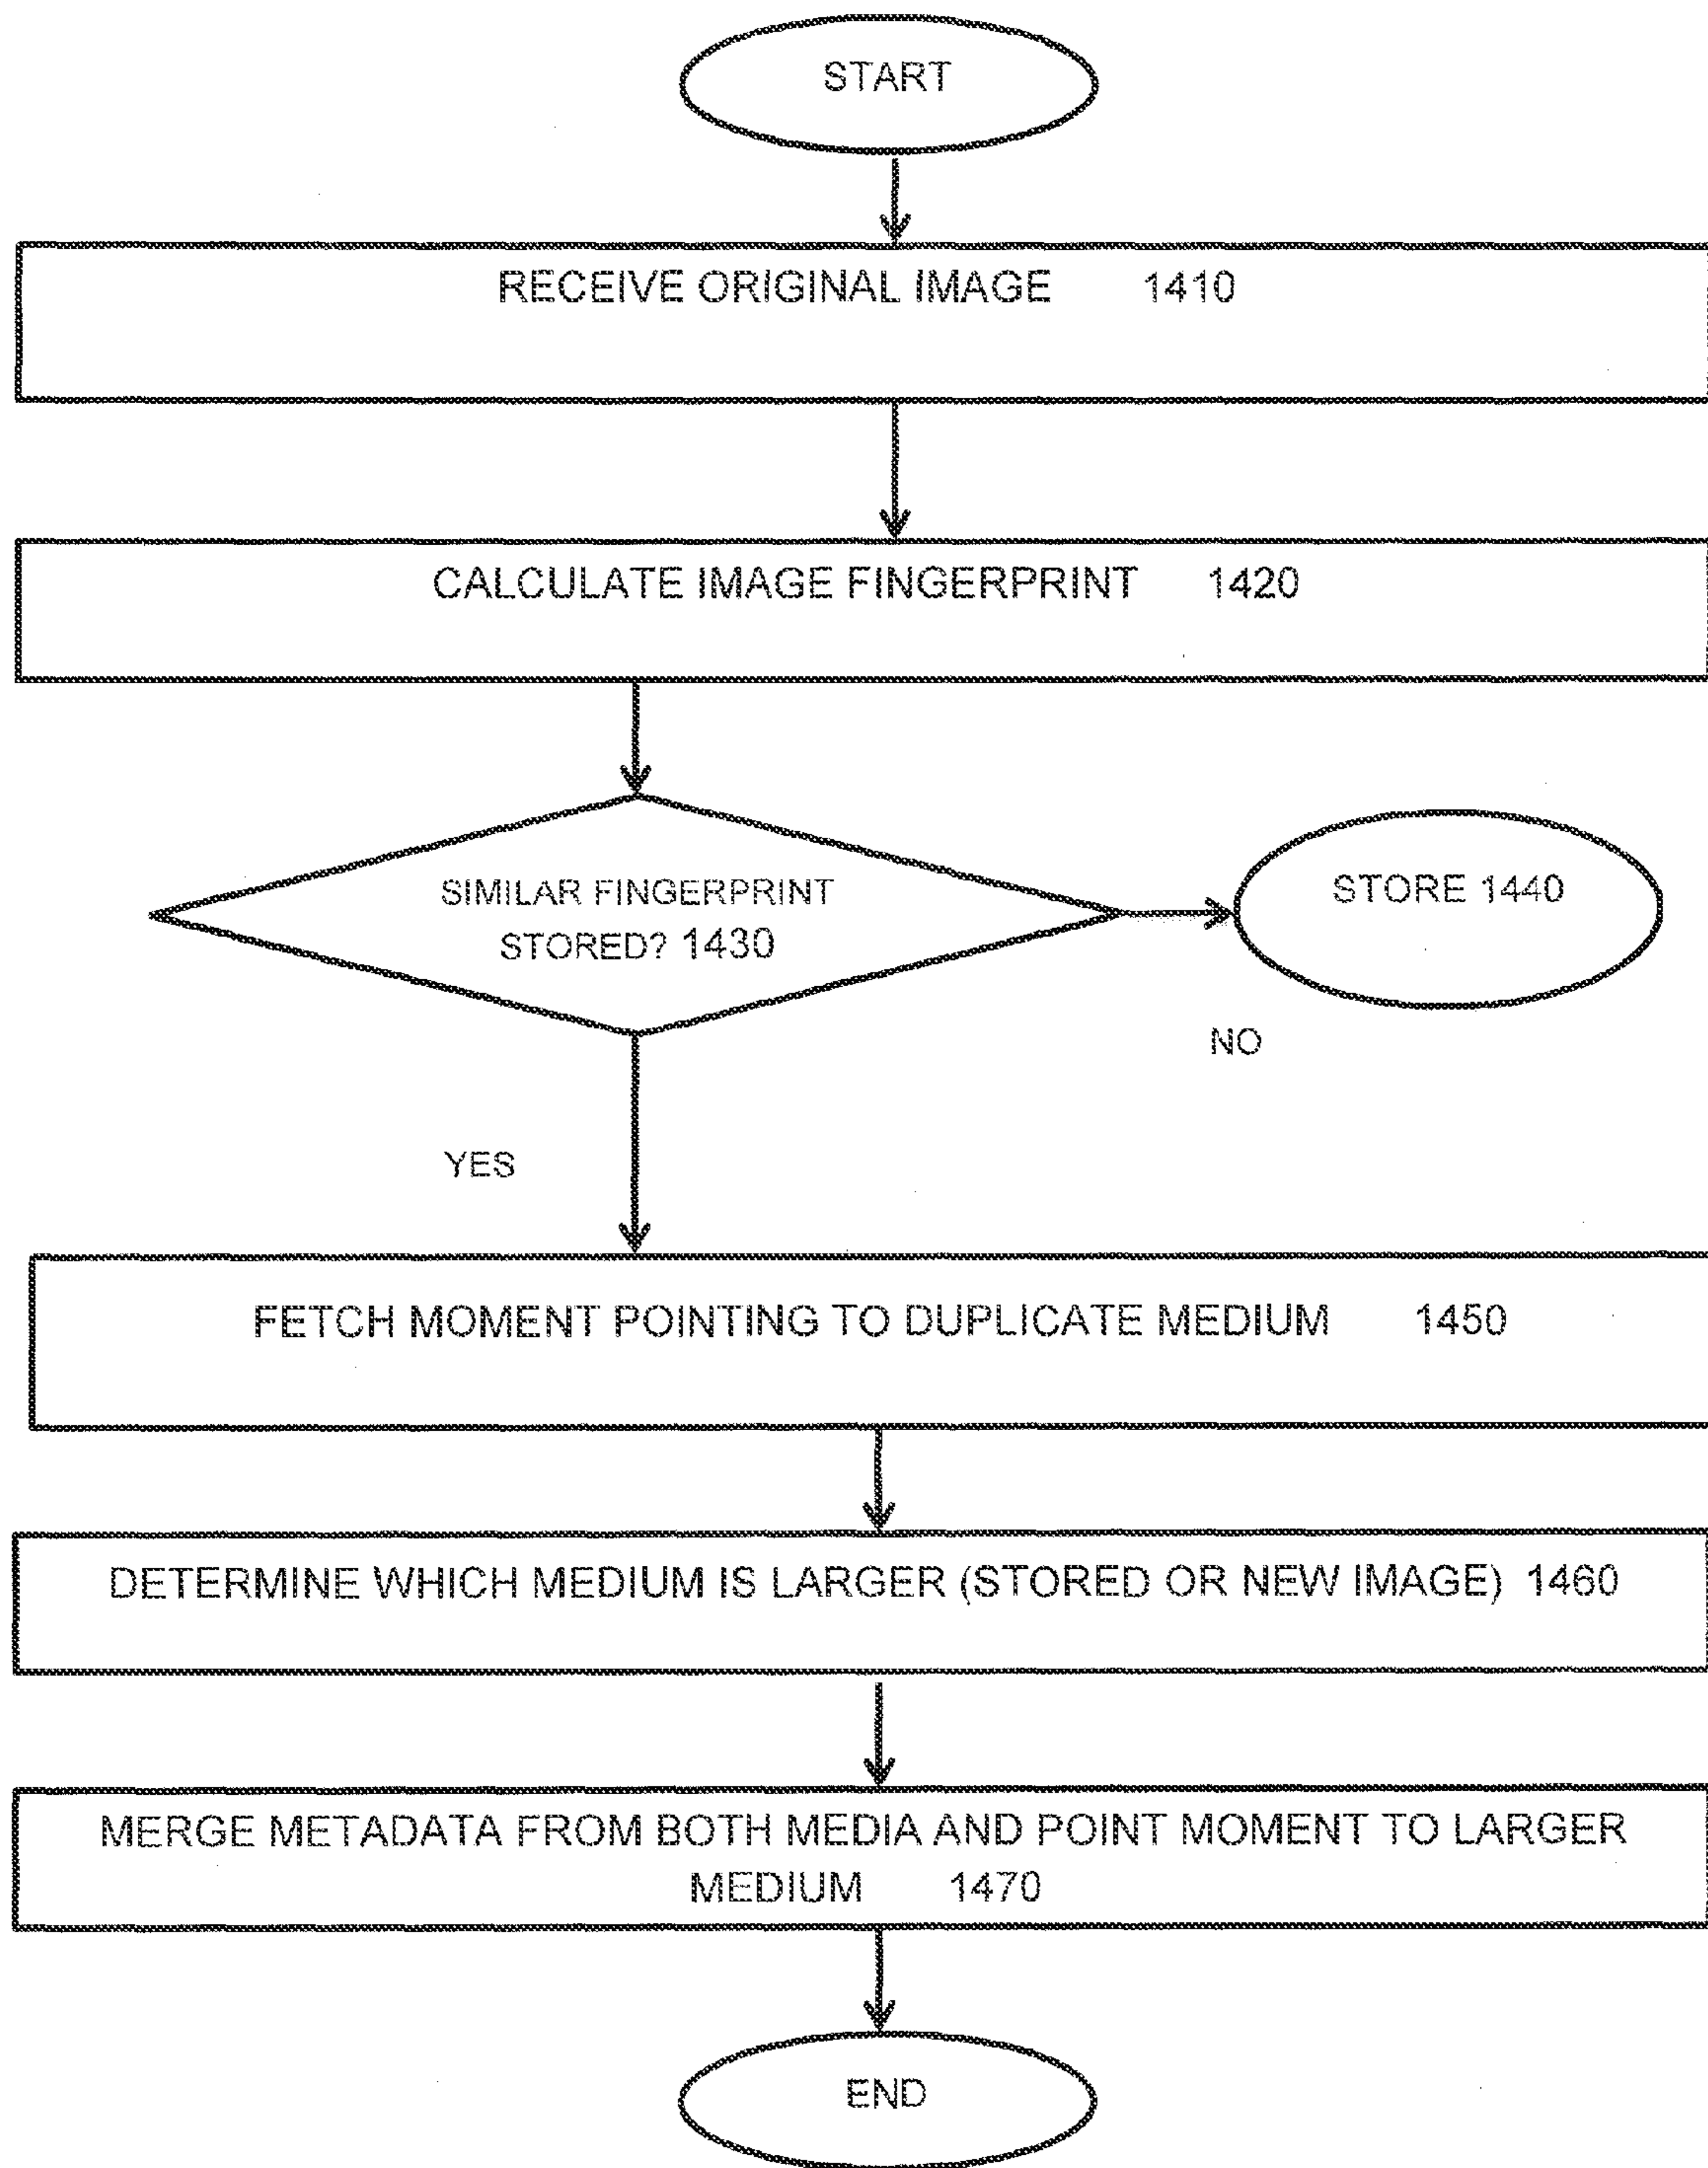 START
RECEIVE ORIGINAL IMAGE 1410
CALCULATE IMAGE FINGERPRINT 1420
SIMILAR FINGERPRINT
STORED? 1430
STORE 1440
NO
YES
FETCH MOMENT POINTING TO DUPLICATE MEDIUM 1450
DETERMINE WHICH MEDIUM IS LARGER (STORED OR NEW IMAGE) 1460
MERGE METADATA FROM BOTH MEDIA AND POINT MOMENT TO LARGER
MEDIUM 1470
END